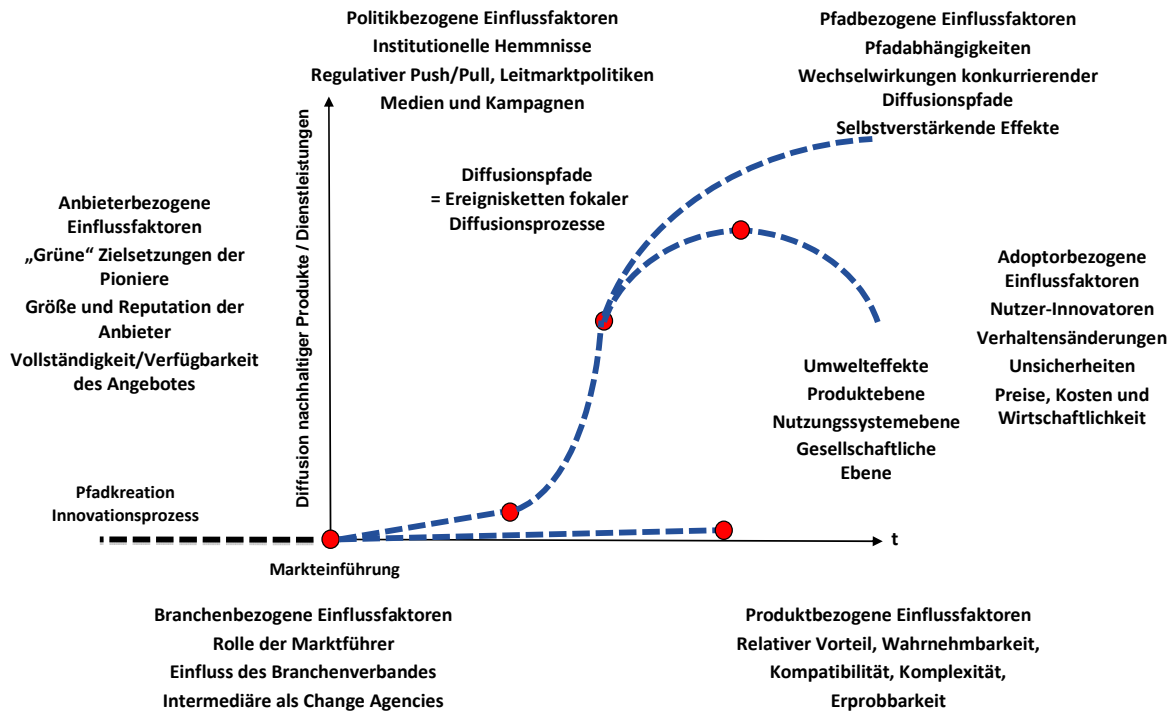 Politikbezogene Einflussfaktoren
Institutionelle Hemmnisse
Regulativer Push/Pull, Leitmarktpolitiken
Medien und Kampagnen
Pfadbezogene Einflussfaktoren
Pfadabhängigkeiten
Wechselwirkungen konkurrierender
Diffusionspfade
Selbstverstärkende Effekte
Diffusion nachhaltiger Produkte / Dienstleistungen
Diffusionspfade
= Ereignisketten fokaler
Diffusionsprozesse
Anbieterbezogene
Einflussfaktoren
„Grüne“ Zielsetzungen der
Pioniere
Größe und Reputation der
Anbieter
Vollständigkeit/Verfügbarkeit
des Angebotes
Adoptorbezogene
Einflussfaktoren
Nutzer-Innovatoren
Verhaltensänderungen
Unsicherheiten
Preise, Kosten und
Wirtschaftlichkeit
Umwelteffekte
Produktebene
Nutzungssystemebene
Gesellschaftliche
Ebene
Pfadkreation
Innovationsprozess
t
Markteinführung
Branchenbezogene Einflussfaktoren
Rolle der Marktführer
Einfluss des Branchenverbandes
Intermediäre als Change Agencies
Produktbezogene Einflussfaktoren
Relativer Vorteil, Wahrnehmbarkeit,
Kompatibilität, Komplexität,
Erprobbarkeit